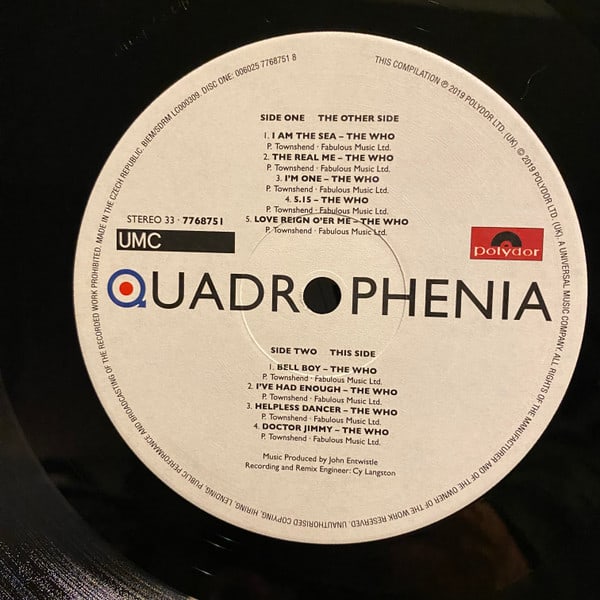 SIDE ONE THE OTHER SIDE
1. I AM THE SEA – THE WHO
P. Townshend · Fabulous Music Ltd.
2. THE REAL ME – THE WHO
P. Townshend · Fabulous Music Ltd.
3. I'M ONE – THE WHO
P. Townshend · Fabulous Music Ltd.
4. 5.15 – THE WHO
P. Townshend · Fabulous Music Ltd.
5. LOVE REIGN O'ER ME – THE WHO
P. Townshend · Fabulous Music Ltd.
STEREO 33 · 7768751
UMC
Polydor
QUADROPHENIA
SIDE TWO THIS SIDE
1. BELL BOY – THE WHO
P. Townshend · Fabulous Music Ltd.
2. I'VE HAD ENOUGH – THE WHO
P. Townshend · Fabulous Music Ltd.
3. HELPLESS DANCER – THE WHO
P. Townshend · Fabulous Music Ltd.
4. DOCTOR JIMMY – THE WHO
P. Townshend · Fabulous Music Ltd.
Music Produced by John Entwistle
Recording and Remix Engineer: Cy Langston
THIS COMPILATION ℗ 2019 POLYDOR LTD. (UK) © 2019 POLYDOR LTD. (UK), A UNIVERSAL MUSIC COMPANY. ALL RIGHTS OF THE MANUFACTURER AND OF THE OWNER OF THE WORK RESERVED. UNAUTHORISED COPYING, HIRING, LENDING, PUBLIC PERFORMANCE AND BROADCASTING OF THE RECORDED WORK PROHIBITED. MADE IN THE CZECH REPUBLIC. BIEM/SDRM LC000309. DISC ONE: 006025 7768751 8